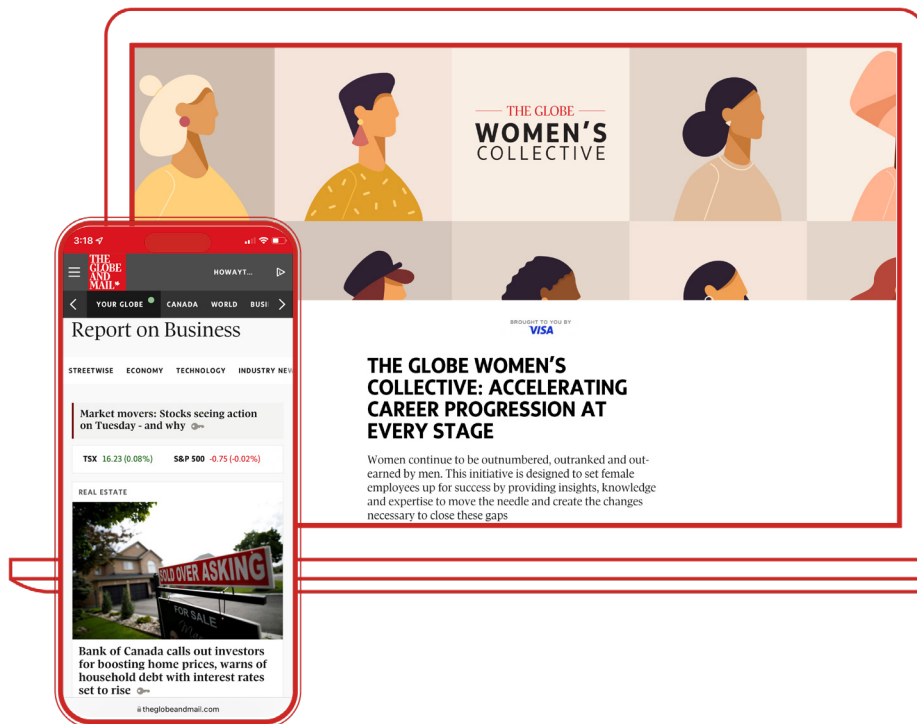 THE GLOBE
WOMEN'S
COLLECTIVE
BROUGHT TO YOU BY
VISA
THE GLOBE WOMEN'S
COLLECTIVE: ACCELERATING
CAREER PROGRESSION AT
EVERY STAGE
Women continue to be outnumbered, outranked and out-
earned by men. This initiative is designed to set female
employees up for success by providing insights, knowledge
and expertise to move the needle and create the changes
necessary to close these gaps
3:18
THE
GLOBE
AND
MAIL
HOWAYT...
YOUR GLOBE CANADA WORLD BUSI
Report on Business
STREETWISE ECONOMY TECHNOLOGY INDUSTRY NEW
Market movers: Stocks seeing action
on Tuesday - and why
TSX 16.23 (0.08%) S&P 500 -0.75 (-0.02%)
REAL ESTATE
SOLD OVER ASKING
FOR SALE
Bank of Canada calls out investors
for boosting home prices, warns of
household debt with interest rates
set to rise
theglobeandmail.com